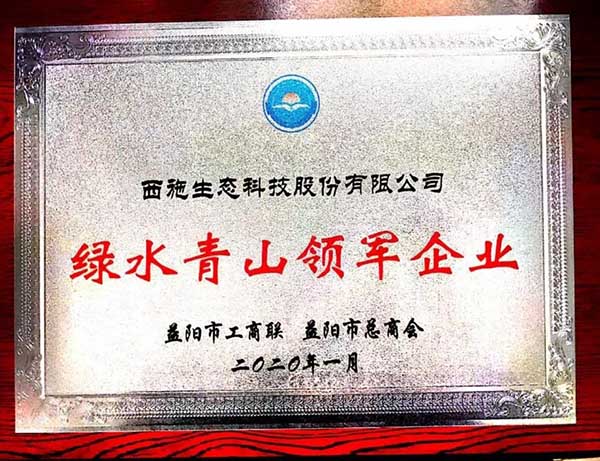 西施生态科技股份有限公司
绿水青山领军企业
益阳市工商联 益阳市总商会
二〇二〇年一月